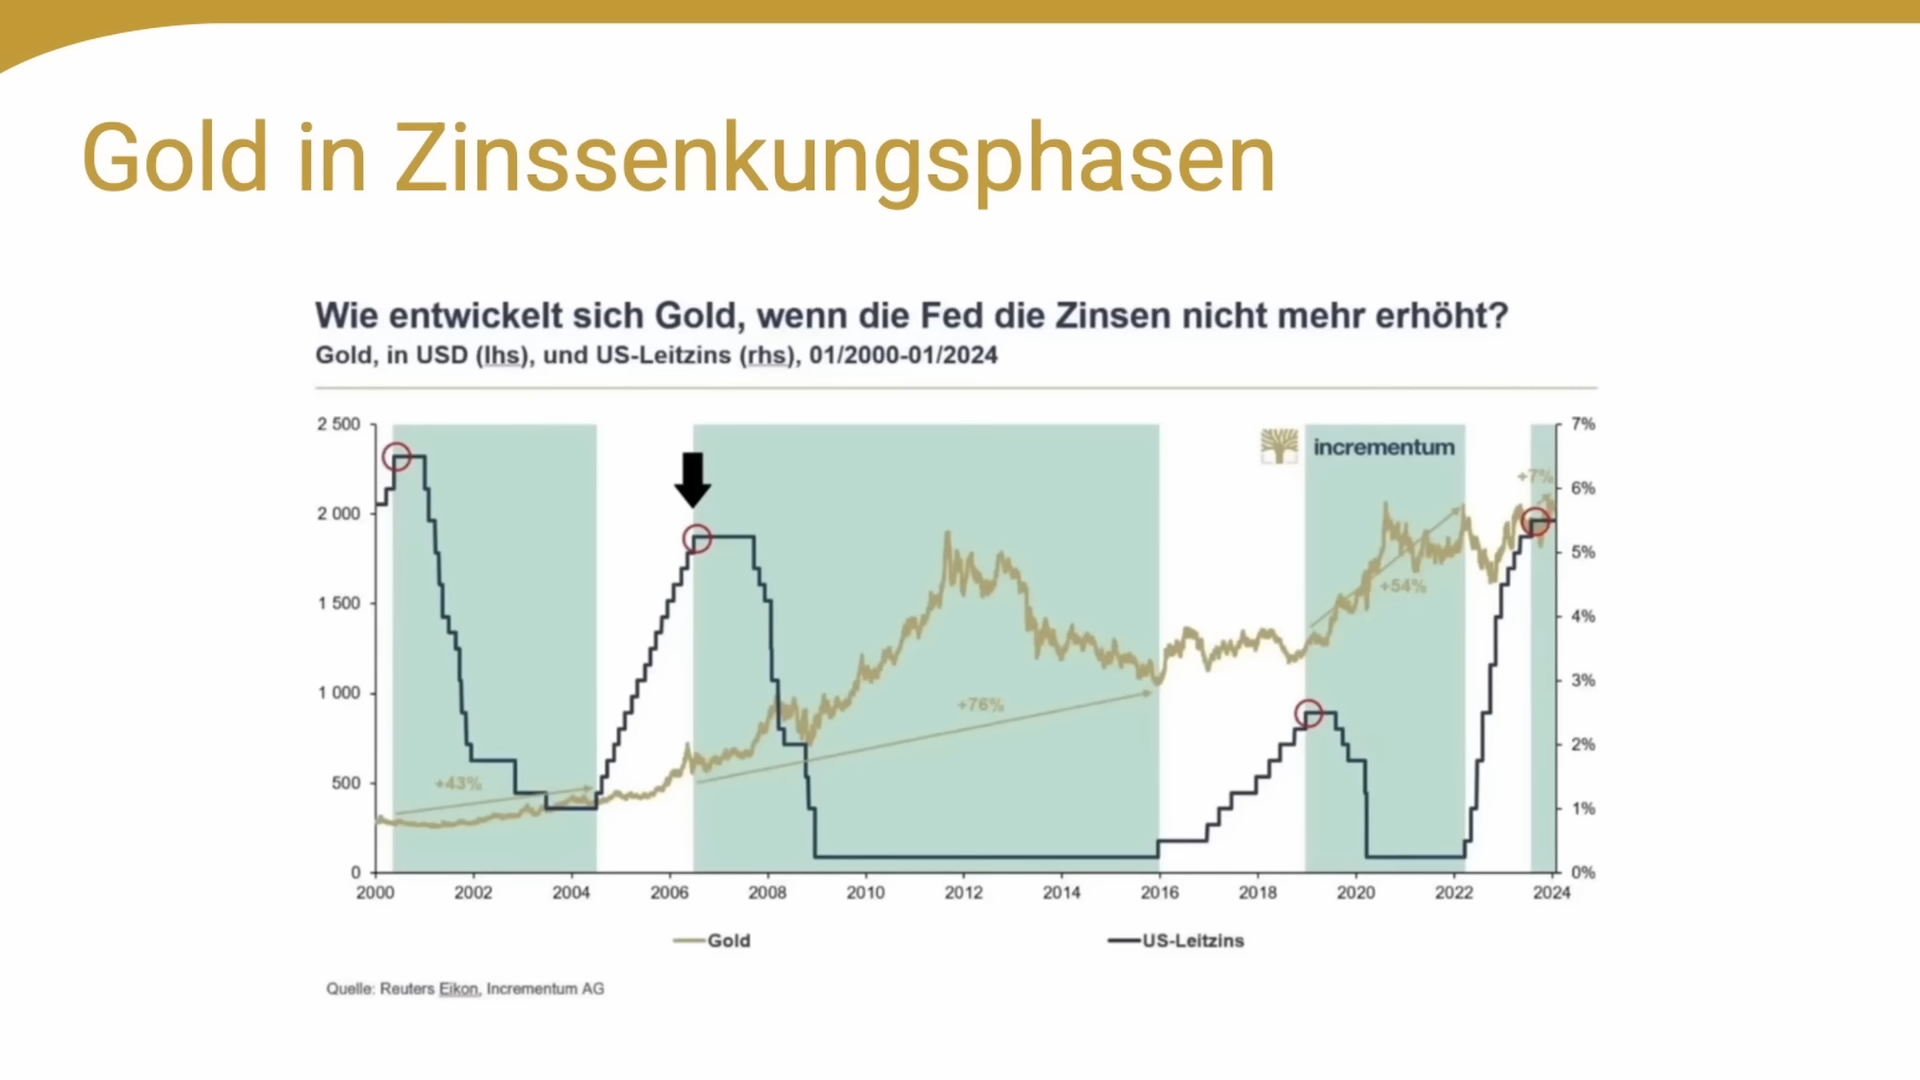 Gold in Zinssenkungsphasen
Wie entwickelt sich Gold, wenn die Fed die Zinsen nicht mehr erhöht?
Gold, in USD (lhs), und US-Leitzins (rhs), 01/2000-01/2024
2 500
2 000
1 500
1 000
500
0
7%
6%
5%
4%
3%
2%
1%
0%
incrementum
+7%
+54%
+76%
+43%
2000 2002 2004 2006 2008 2010 2012 2014 2016 2018 2020 2022 2024
Gold US-Leitzins
Quelle: Reuters Eikon, Incrementum AG